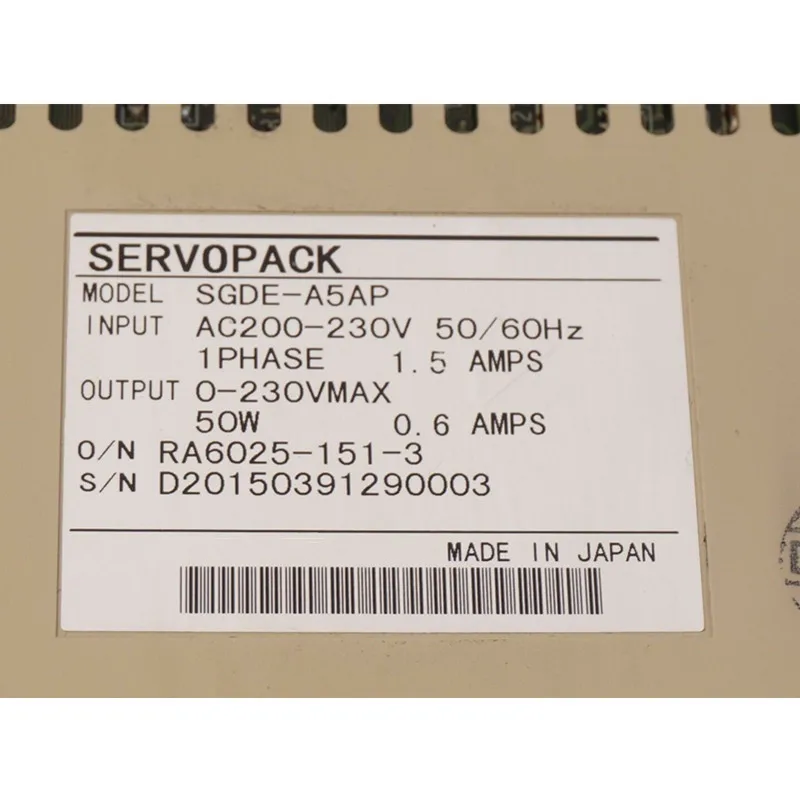 SERVOPACK
MODEL SGDE-A5AP
INPUT AC200-230V 50/60Hz
1PHASE 1.5 AMPS
OUTPUT 0-230VMAX
50W 0.6 AMPS
O/N RA6025-151-3
S/N D20150391290003
MADE IN JAPAN